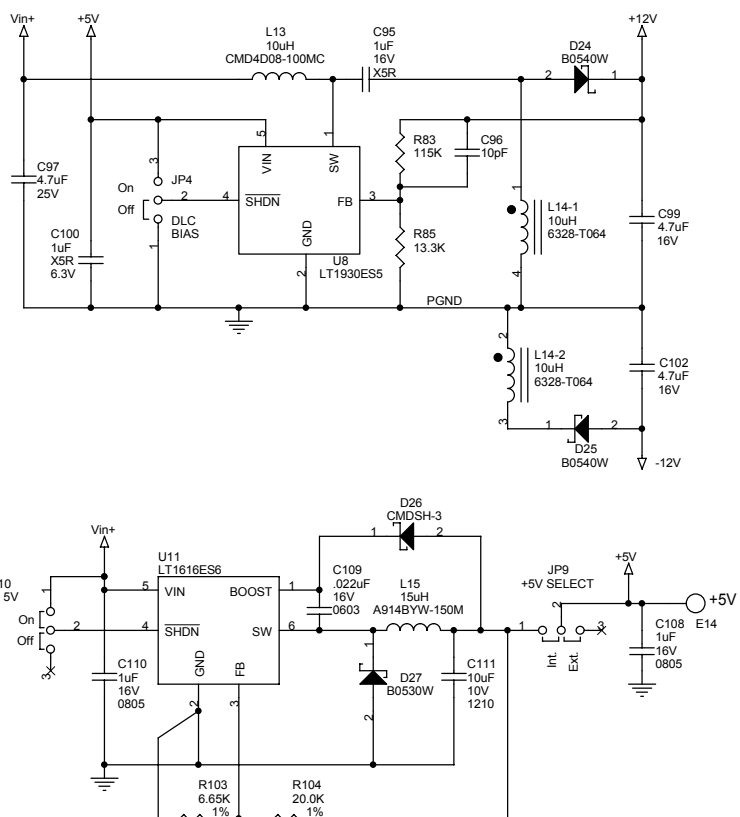 Vin+
+5V
+12V
L13
10uH
CMD4D08-100MC
C95
1uF
16V
X5R
D24
B0540W
2
1
5
1
VIN
SW
R83
115K
C96
10pF
C97
4.7uF
25V
3
JP4
On
2
4
SHDN
FB
3
Off
DLC
BIAS
1
GND
2
U8
LT1930ES5
R85
13.3K
1
L14-1
10uH
6328-T064
4
C99
4.7uF
16V
C100
1uF
X5R
6.3V
PGND
2
L14-2
10uH
6328-T064
3
C102
4.7uF
16V
1
2
D25
B0540W
-12V
D26
CMDSH-3
1
2
Vin+
U11
LT1616ES6
10
5V
1
On
2
Off
3
5
VIN
BOOST
1
4
SHDN
SW
6
GND
FB
2
3
C109
.022uF
16V
0603
L15
15uH
A914BYW-150M
JP9
+5V SELECT
1
2
3
Int.
Ext.
+5V
+5V
E14
C108
1uF
16V
0805
C110
1uF
16V
0805
1
D27
B0530W
2
C111
10uF
10V
1210
R103
6.65K
1%
R104
20.0K
1%